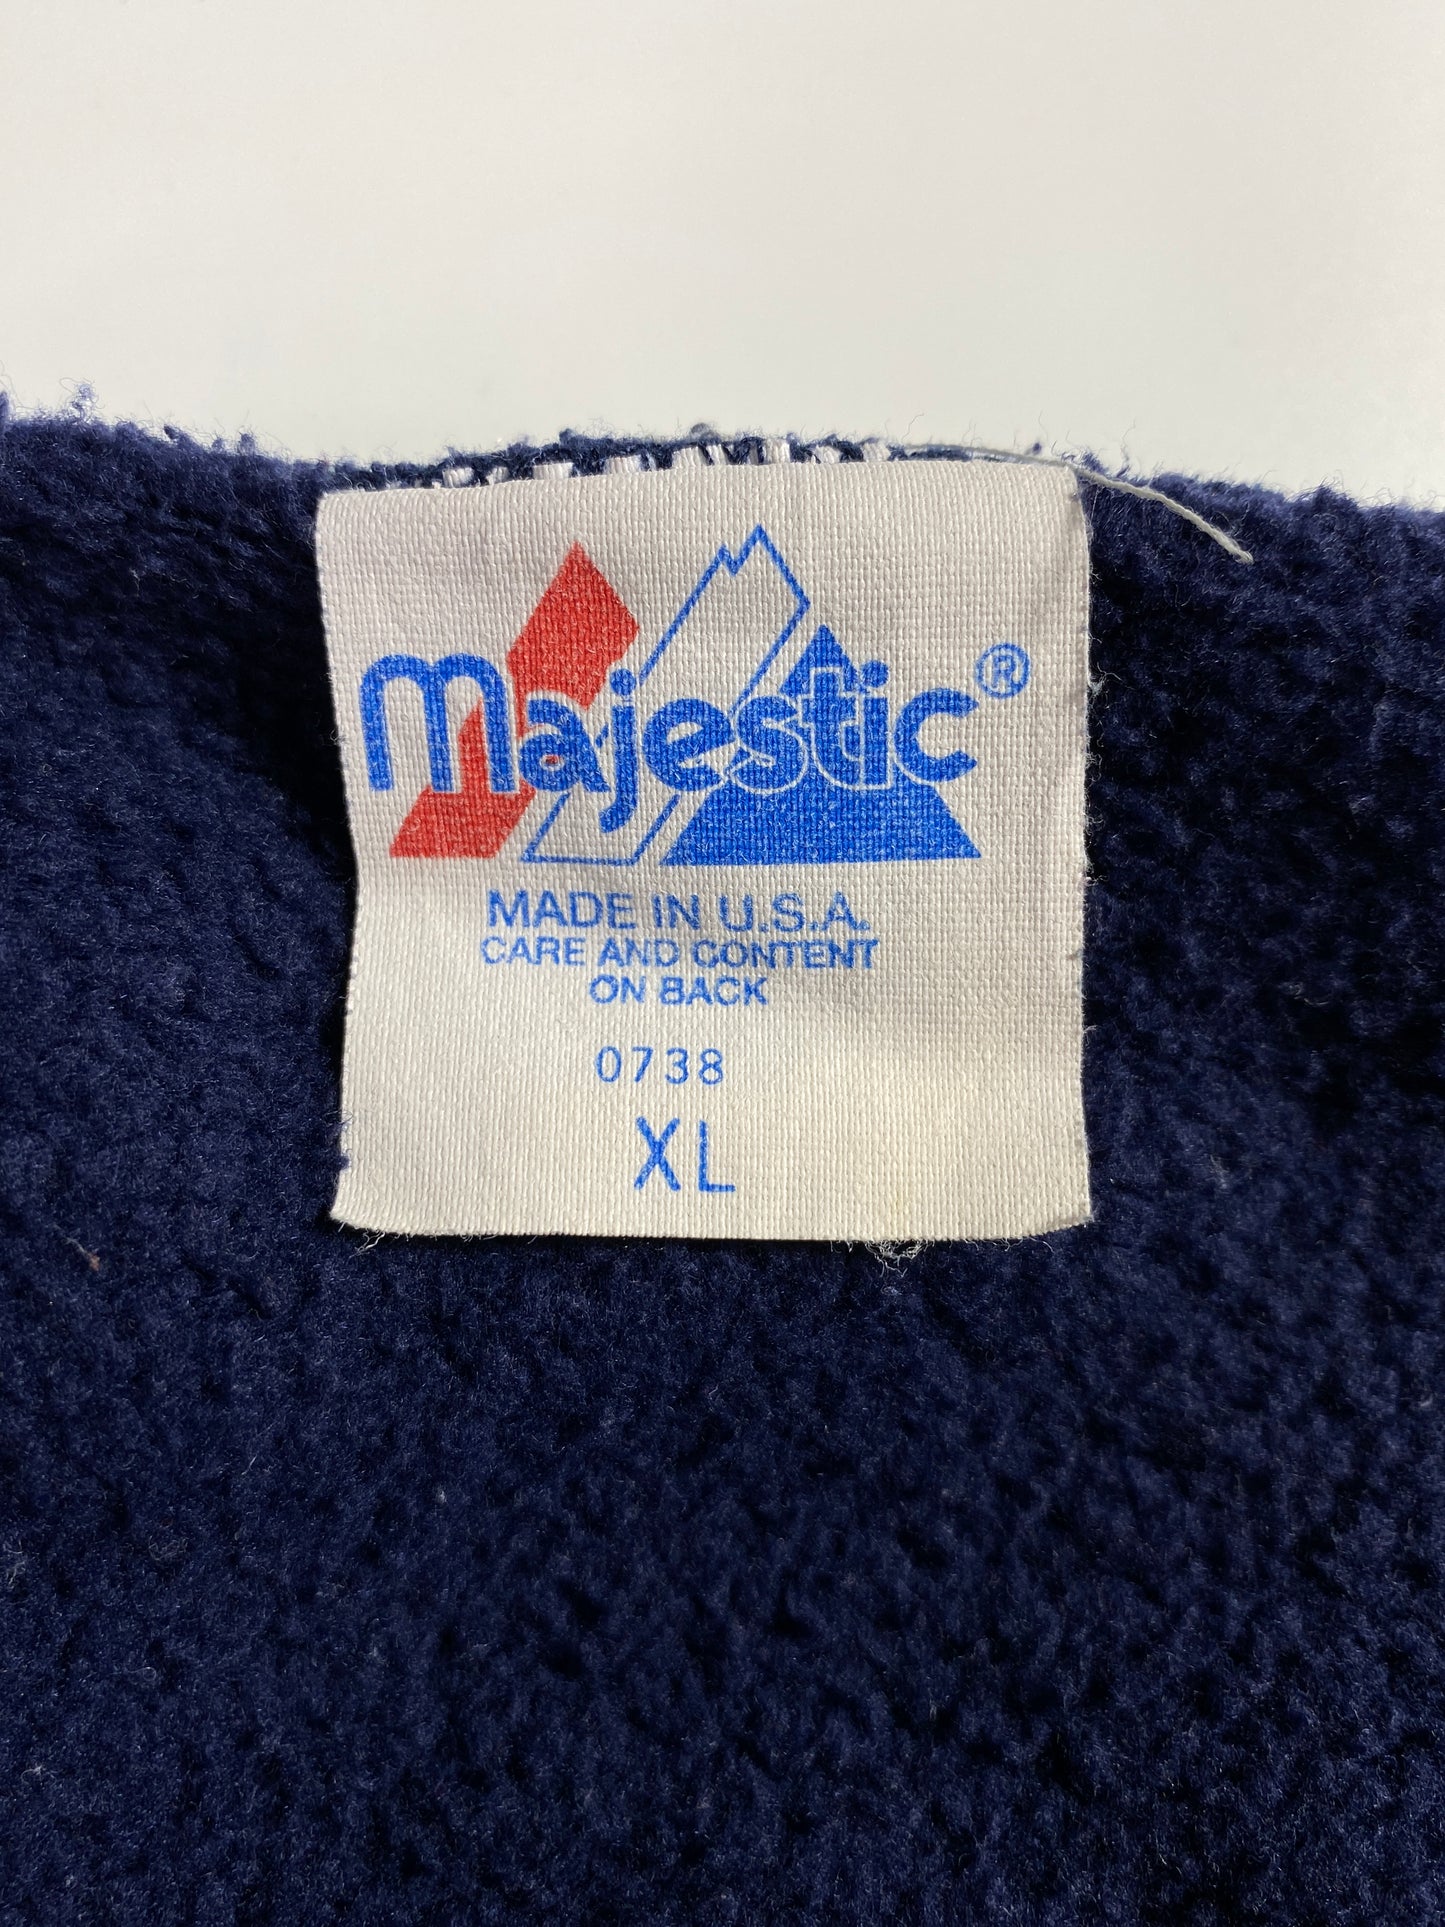 majestic®
MADE IN U.S.A.
CARE AND CONTENT
ON BACK
0738
XL